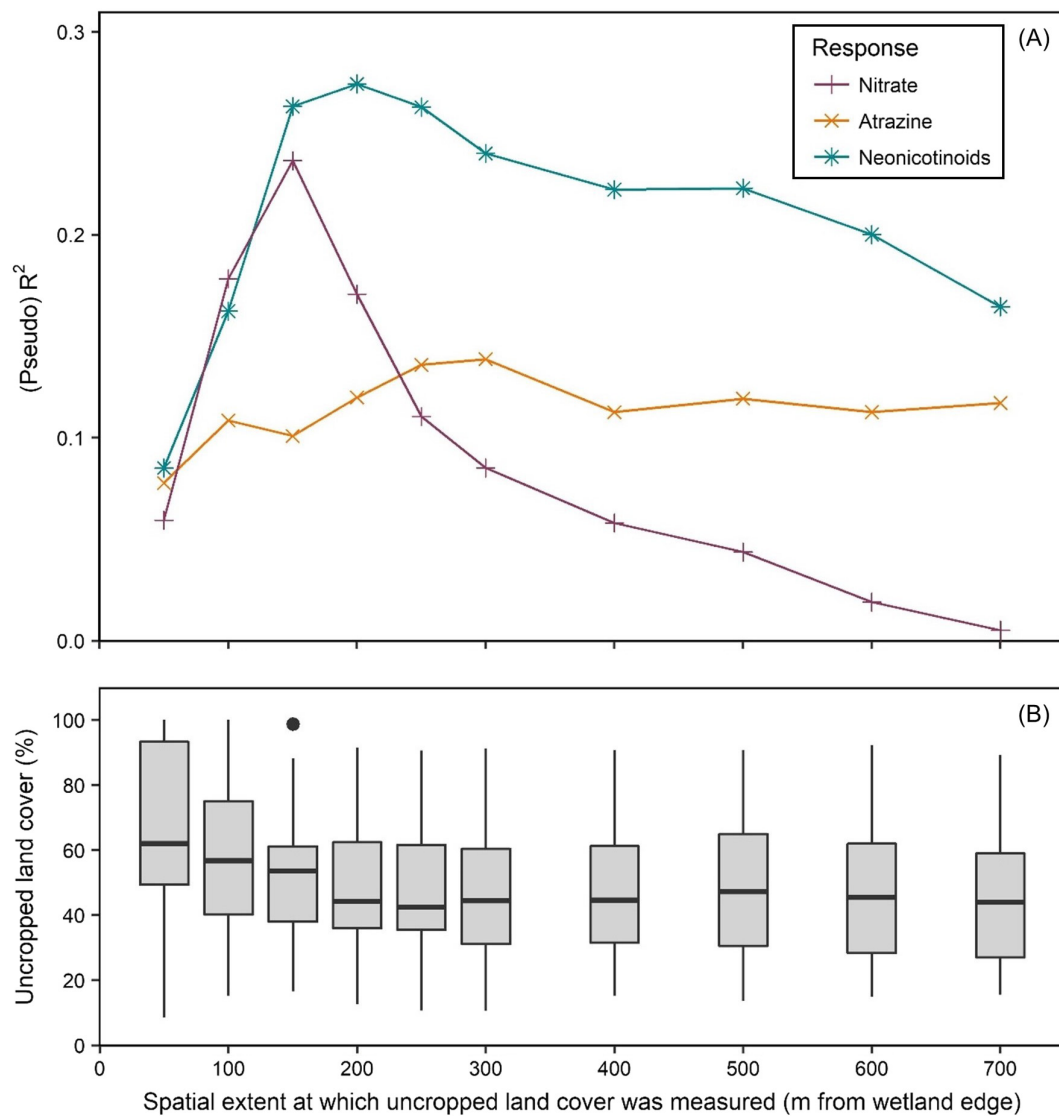 (A)
Response
Nitrate
Atrazine
Neonicotinoids
(Pseudo) R²
0.3
0.2
0.1
0.0
(B)
Uncropped land cover (%)
100
80
60
40
20
0
0 100 200 300 400 500 600 700
Spatial extent at which uncropped land cover was measured (m from wetland edge)